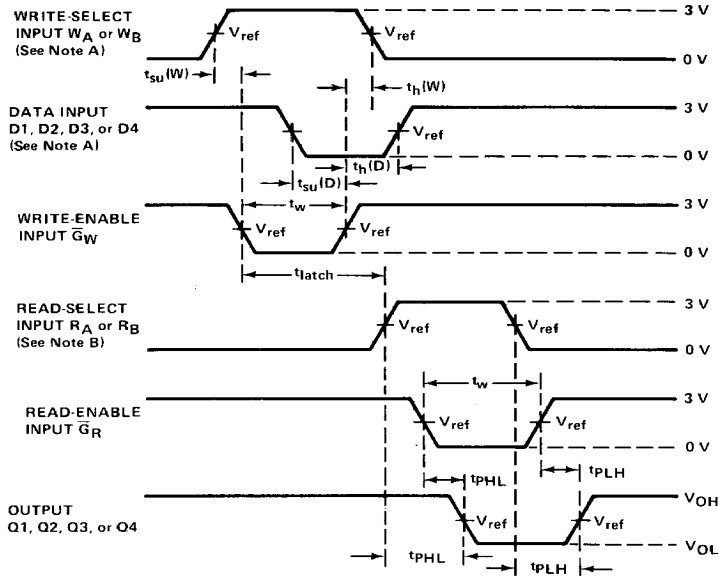 WRITE-SELECT
INPUT WA or WB
(See Note A)
Vref
Vref
3 V
0 V
tsu(W)
th(W)
DATA INPUT
D1, D2, D3, or D4
(See Note A)
Vref
3 V
0 V
th(D)
tsu(D)
tw
WRITE-ENABLE
INPUT G̅W
Vref
Vref
3 V
0 V
tlatch
READ-SELECT
INPUT RA or RB
(See Note B)
Vref
Vref
3 V
0 V
tw
READ-ENABLE
INPUT G̅R
Vref
Vref
3 V
0 V
tPHL
tPLH
OUTPUT
Q1, Q2, Q3, or Q4
Vref
Vref
VOH
VOL
tPHL
tPLH